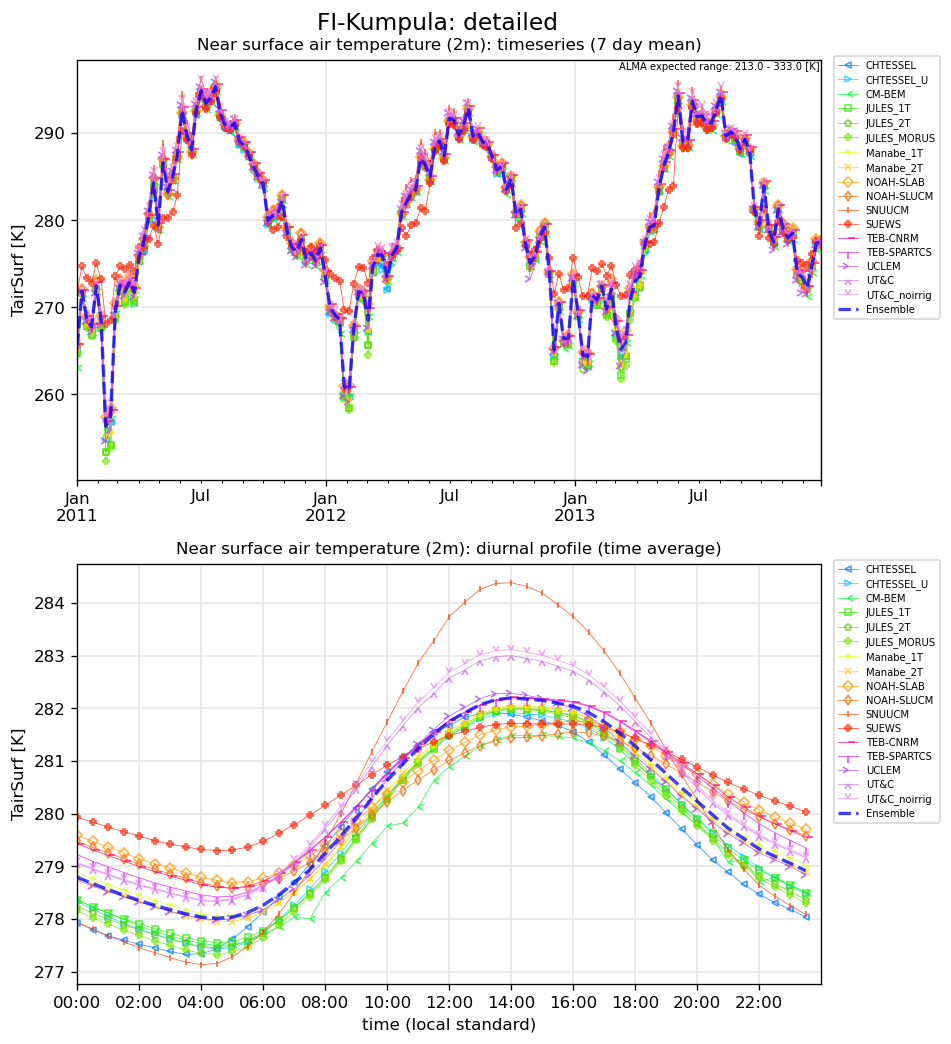 FI-Kumpula: detailed
Near surface air temperature (2m): timeseries (7 day mean)
ALMA expected range: 213.0 - 333.0 [K]
TairSurf [K]
290
280
270
260
Jan
2011
Jul
Jan
2012
Jul
Jan
2013
Jul
CHTESSEL
CHTESSEL_U
CM-BEM
JULES_1T
JULES_2T
JULES_MORUS
Manabe_1T
Manabe_2T
NOAH-SLAB
NOAH-SLUCM
SNUUCM
SUEWS
TEB-CNRM
TEB-SPARTCS
UCLEM
UT&C
UT&C_noirrig
Ensemble
Near surface air temperature (2m): diurnal profile (time average)
TairSurf [K]
284
283
282
281
280
279
278
277
00:00 02:00 04:00 06:00 08:00 10:00 12:00 14:00 16:00 18:00 20:00 22:00
time (local standard)
CHTESSEL
CHTESSEL_U
CM-BEM
JULES_1T
JULES_2T
JULES_MORUS
Manabe_1T
Manabe_2T
NOAH-SLAB
NOAH-SLUCM
SNUUCM
SUEWS
TEB-CNRM
TEB-SPARTCS
UCLEM
UT&C
UT&C_noirrig
Ensemble